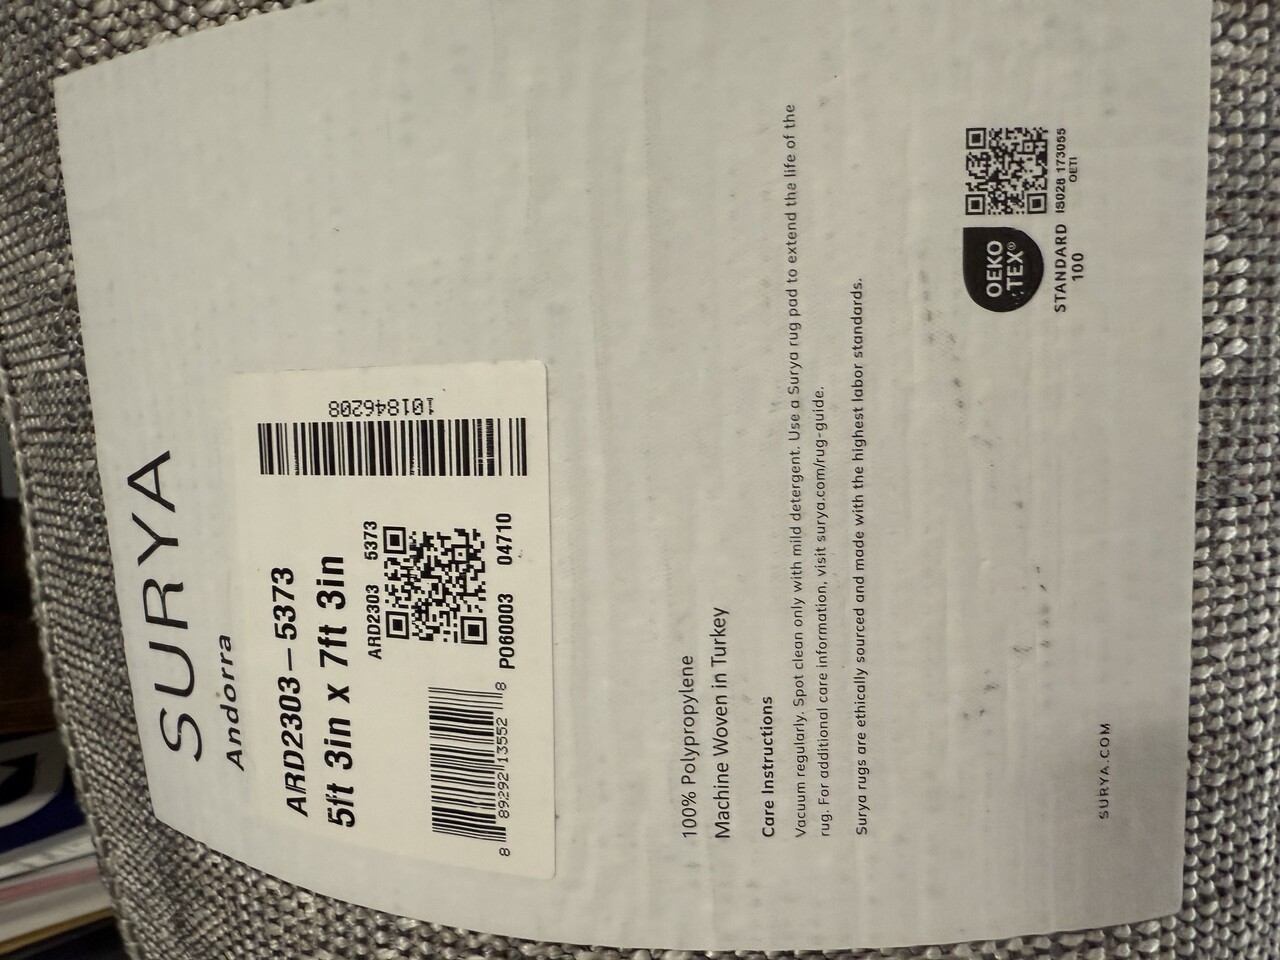 SURYA
Andorra
ARD2303-5373
5ft 3in x 7ft 3in
ARD2303 5373
P060003 04710
8 89292 13552 8
101846208
100% Polypropylene
Machine Woven in Turkey
Care Instructions
Vacuum regularly. Spot clean only with mild detergent. Use a Surya rug pad to extend the life of the
rug. For additional care information, visit surya.com/rug-guide.
Surya rugs are ethically sourced and made with the highest labor standards.
OEKO
TEX®
STANDARD
100
IS028 173055
OETI
SURYA.COM